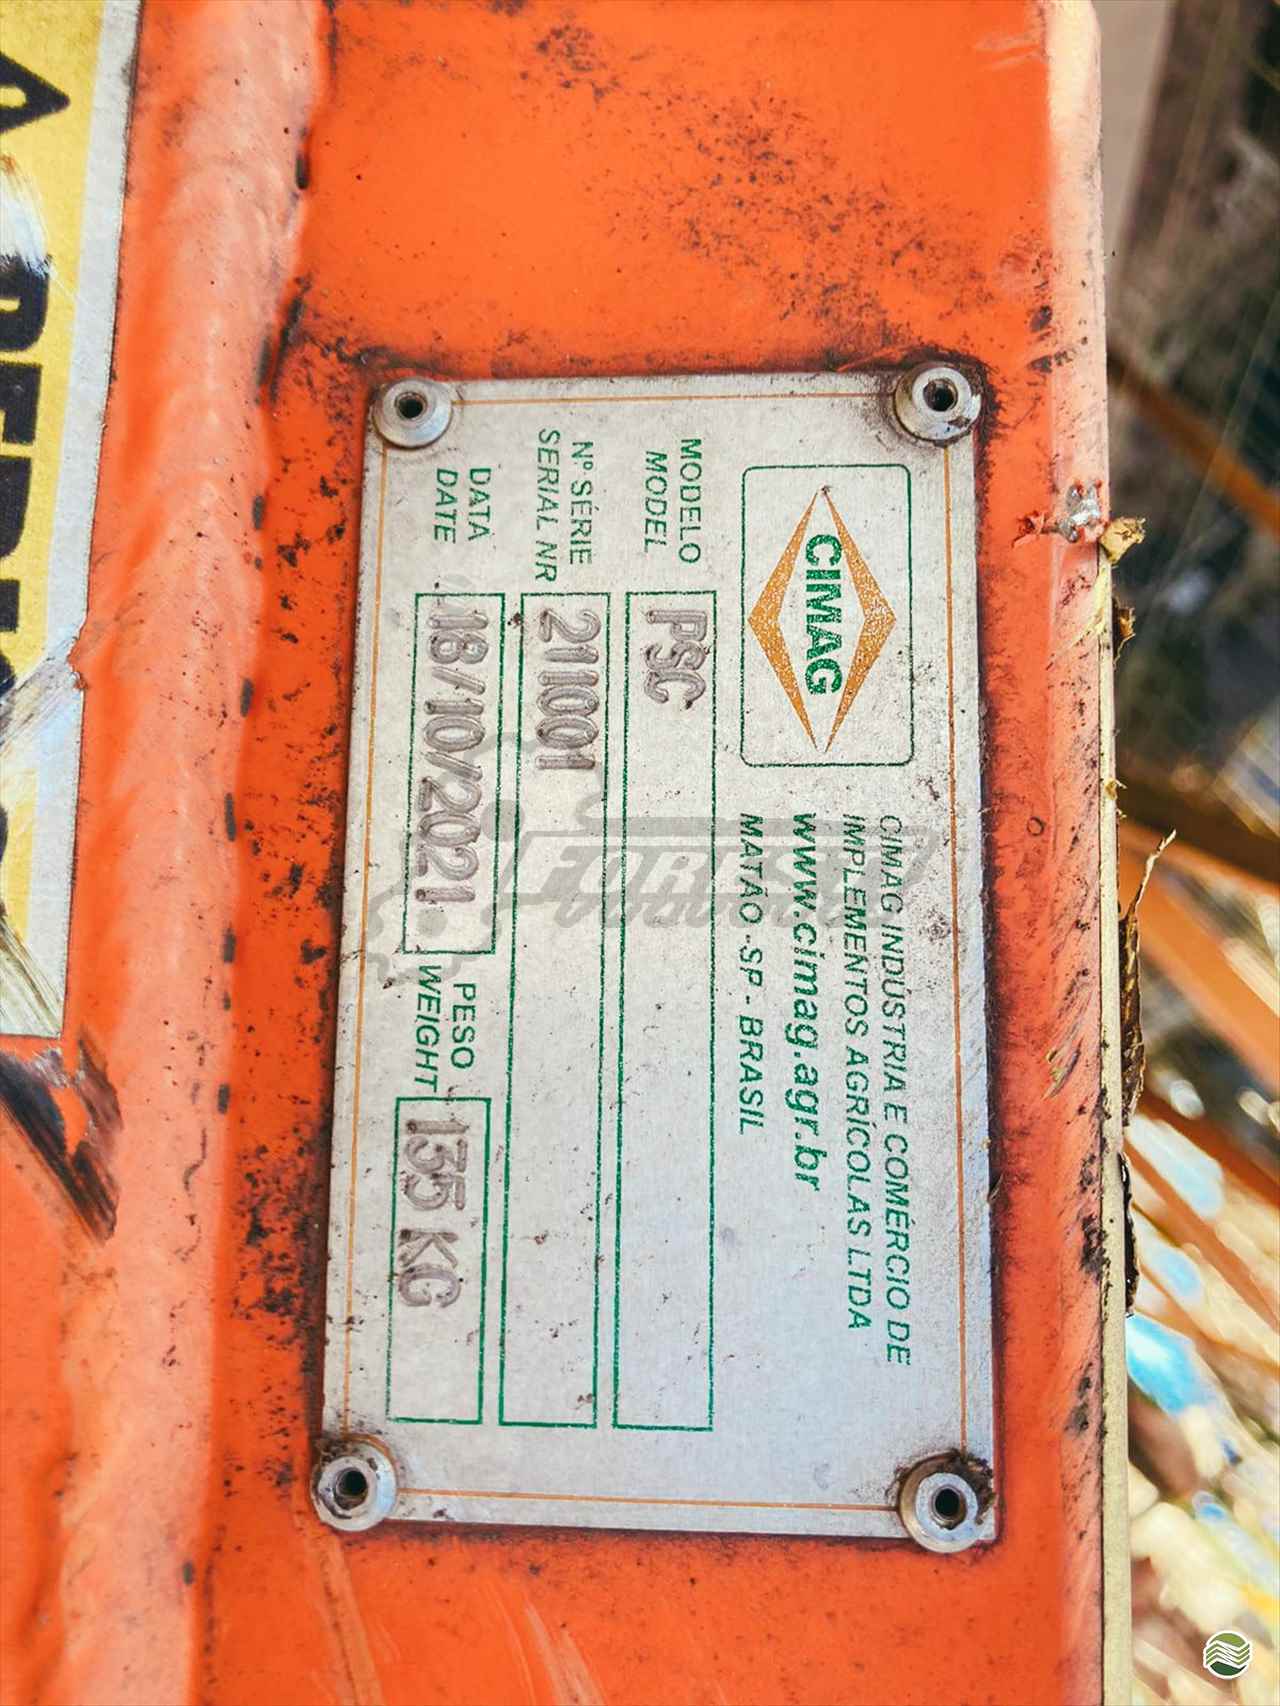 CIMAG
CIMAG INDÚSTRIA E COMÉRCIO DE
IMPLEMENTOS AGRÍCOLAS LTDA
www.cimag.agr.br
MATÃO - SP - BRASIL
MODELO
MODEL
PSC
Nº SÉRIE
SERIAL NR
211001
DATA
DATE
18/10/2021
PESO
WEIGHT
135 KG